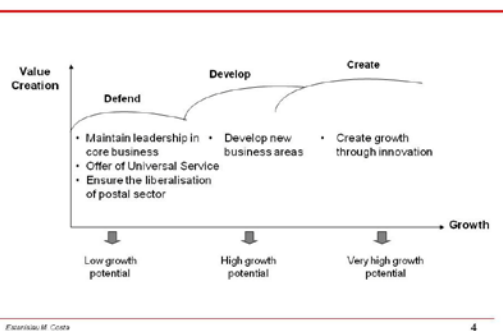 Value
Creation
Defend
Develop
Create
• Maintain leadership in
core business
• Offer of Universal Service
• Ensure the liberalisation
of postal sector
• Develop new
business areas
• Create growth
through innovation
Growth
Low growth
potential
High growth
potential
Very high growth
potential
Estanislau M. Costa
4